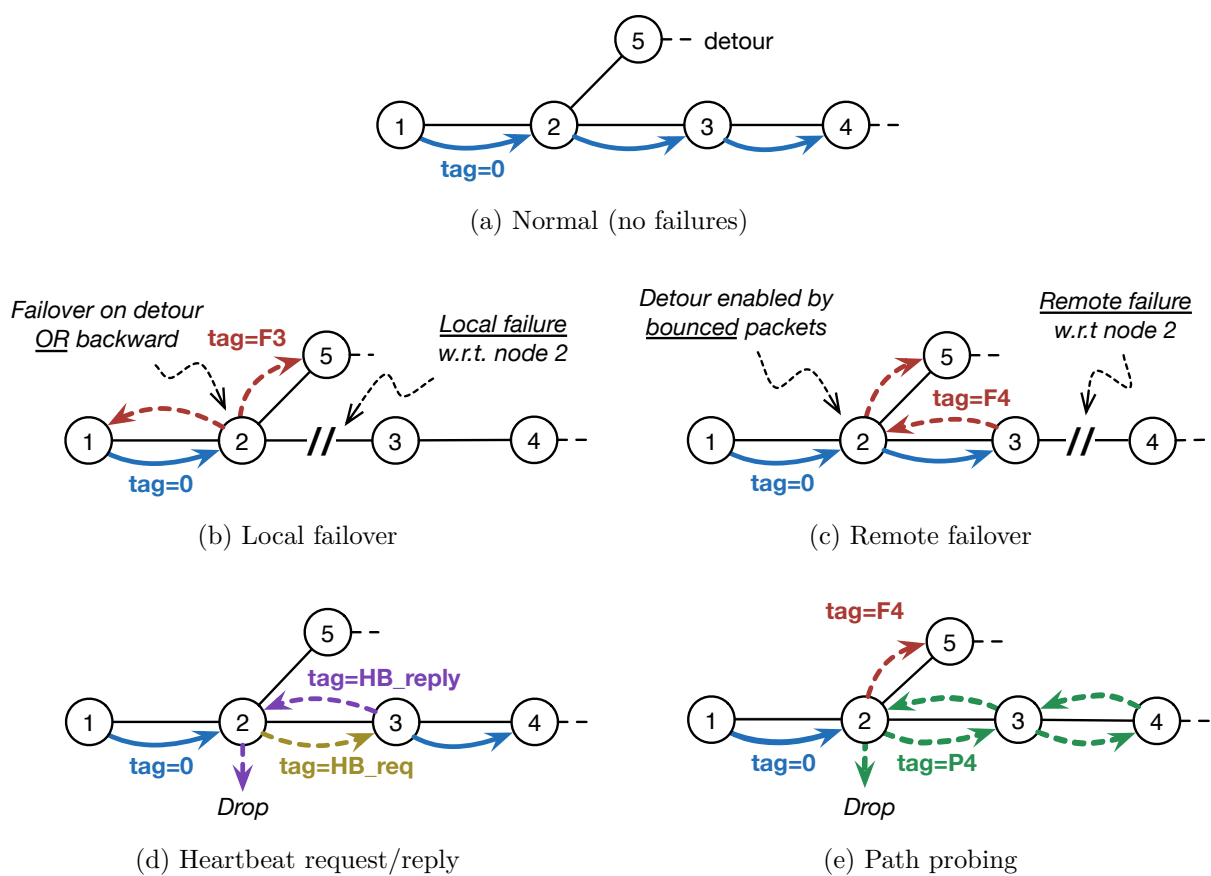 5
detour
1
2
3
4
tag=0
(a) Normal (no failures)
Failover on detour
OR backward
tag=F3
Local failure
w.r.t. node 2
5
1
2
3
4
tag=0
(b) Local failover
Detour enabled by
bounced packets
Remote failure
w.r.t node 2
5
tag=F4
1
2
3
4
tag=0
(c) Remote failover
5
tag=HB_reply
1
2
3
4
tag=0
tag=HB_req
Drop
(d) Heartbeat request/reply
tag=F4
5
1
2
3
4
tag=0
tag=P4
Drop
(e) Path probing